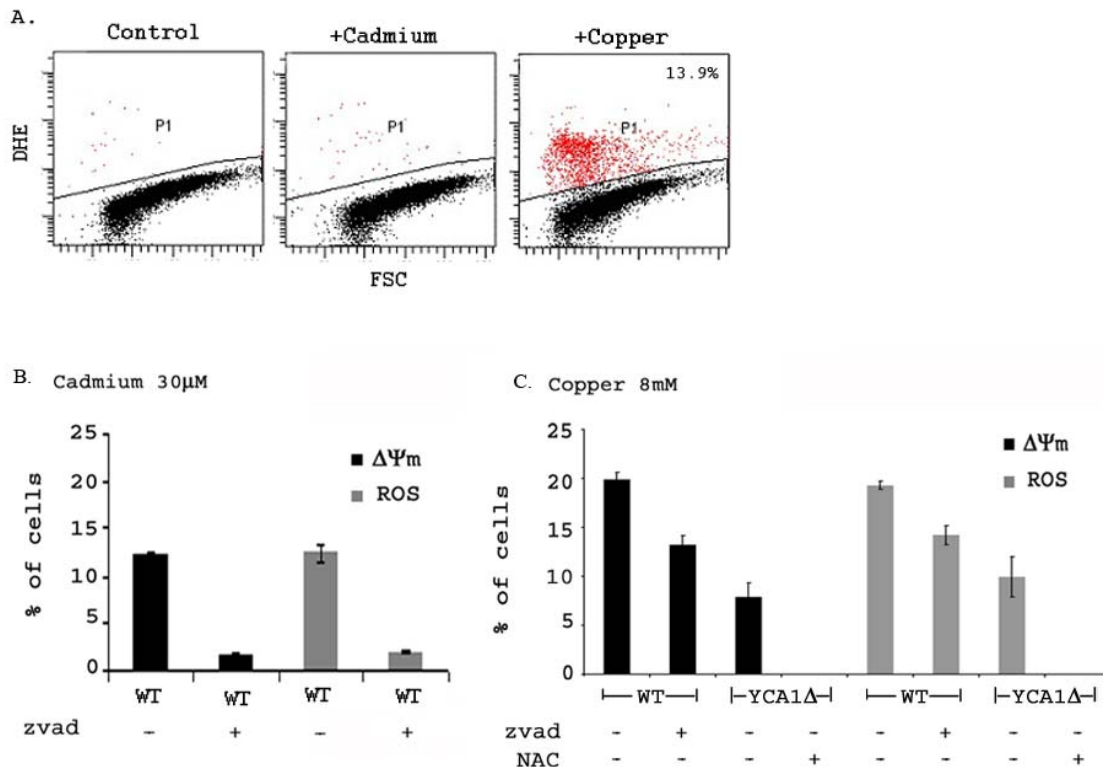 A.
Control +Cadmium +Copper
13.9%
P1 P1 P1
DHE
FSC
B. Cadmium 30µM
25
20
15
10
5
0
% of cells
ΔΨm
ROS
WT WT WT WT
zvad - + - +
C. Copper 8mM
25
20
15
10
5
0
% of cells
ΔΨm
ROS
WT YCA1Δ WT YCA1Δ
zvad - + - - - + - -
NAC - - - + - - - +